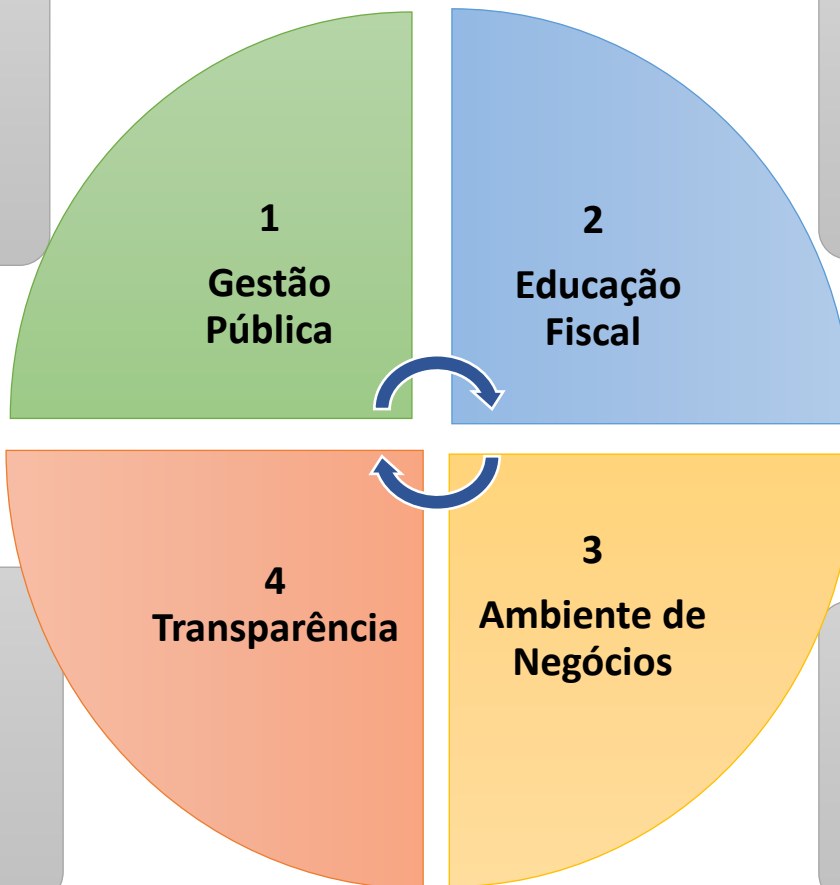 1
Gestão
Pública
2
Educação
Fiscal
3
Ambiente de
Negócios
4
Transparência